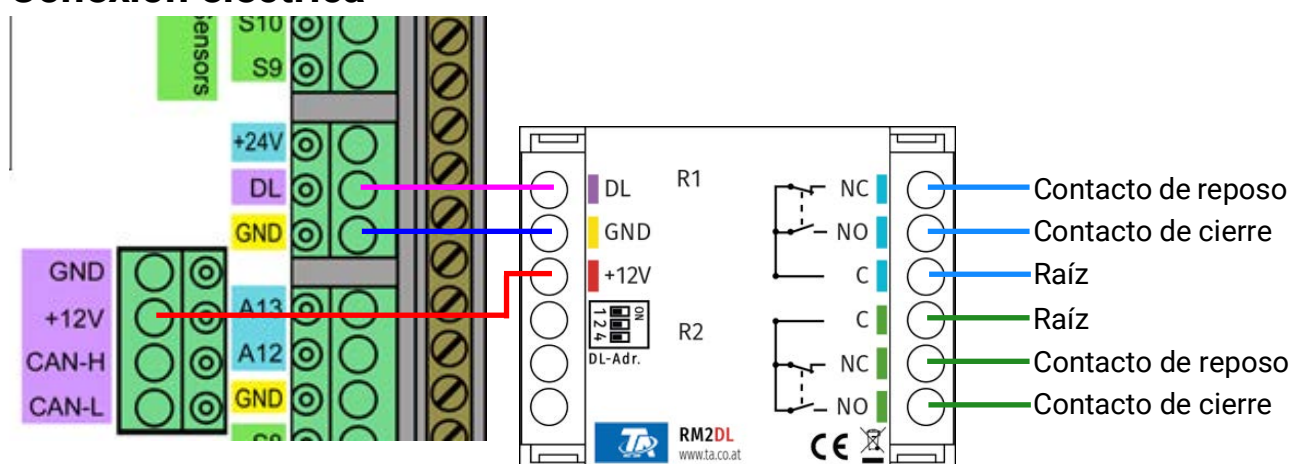 Conexión eléctrica
Sensors
S10
S9
+24V
DL
GND
GND
+12V
CAN-H
CAN-L
A13
A12
GND
S8
DL
GND
+12V
1 2 4
ON
DL-Adr.
R1
R2
NC
NO
C
C
NC
NO
TA
RM2DL
www.ta.co.at
CE
Contacto de reposo
Contacto de cierre
Raíz
Raíz
Contacto de reposo
Contacto de cierre